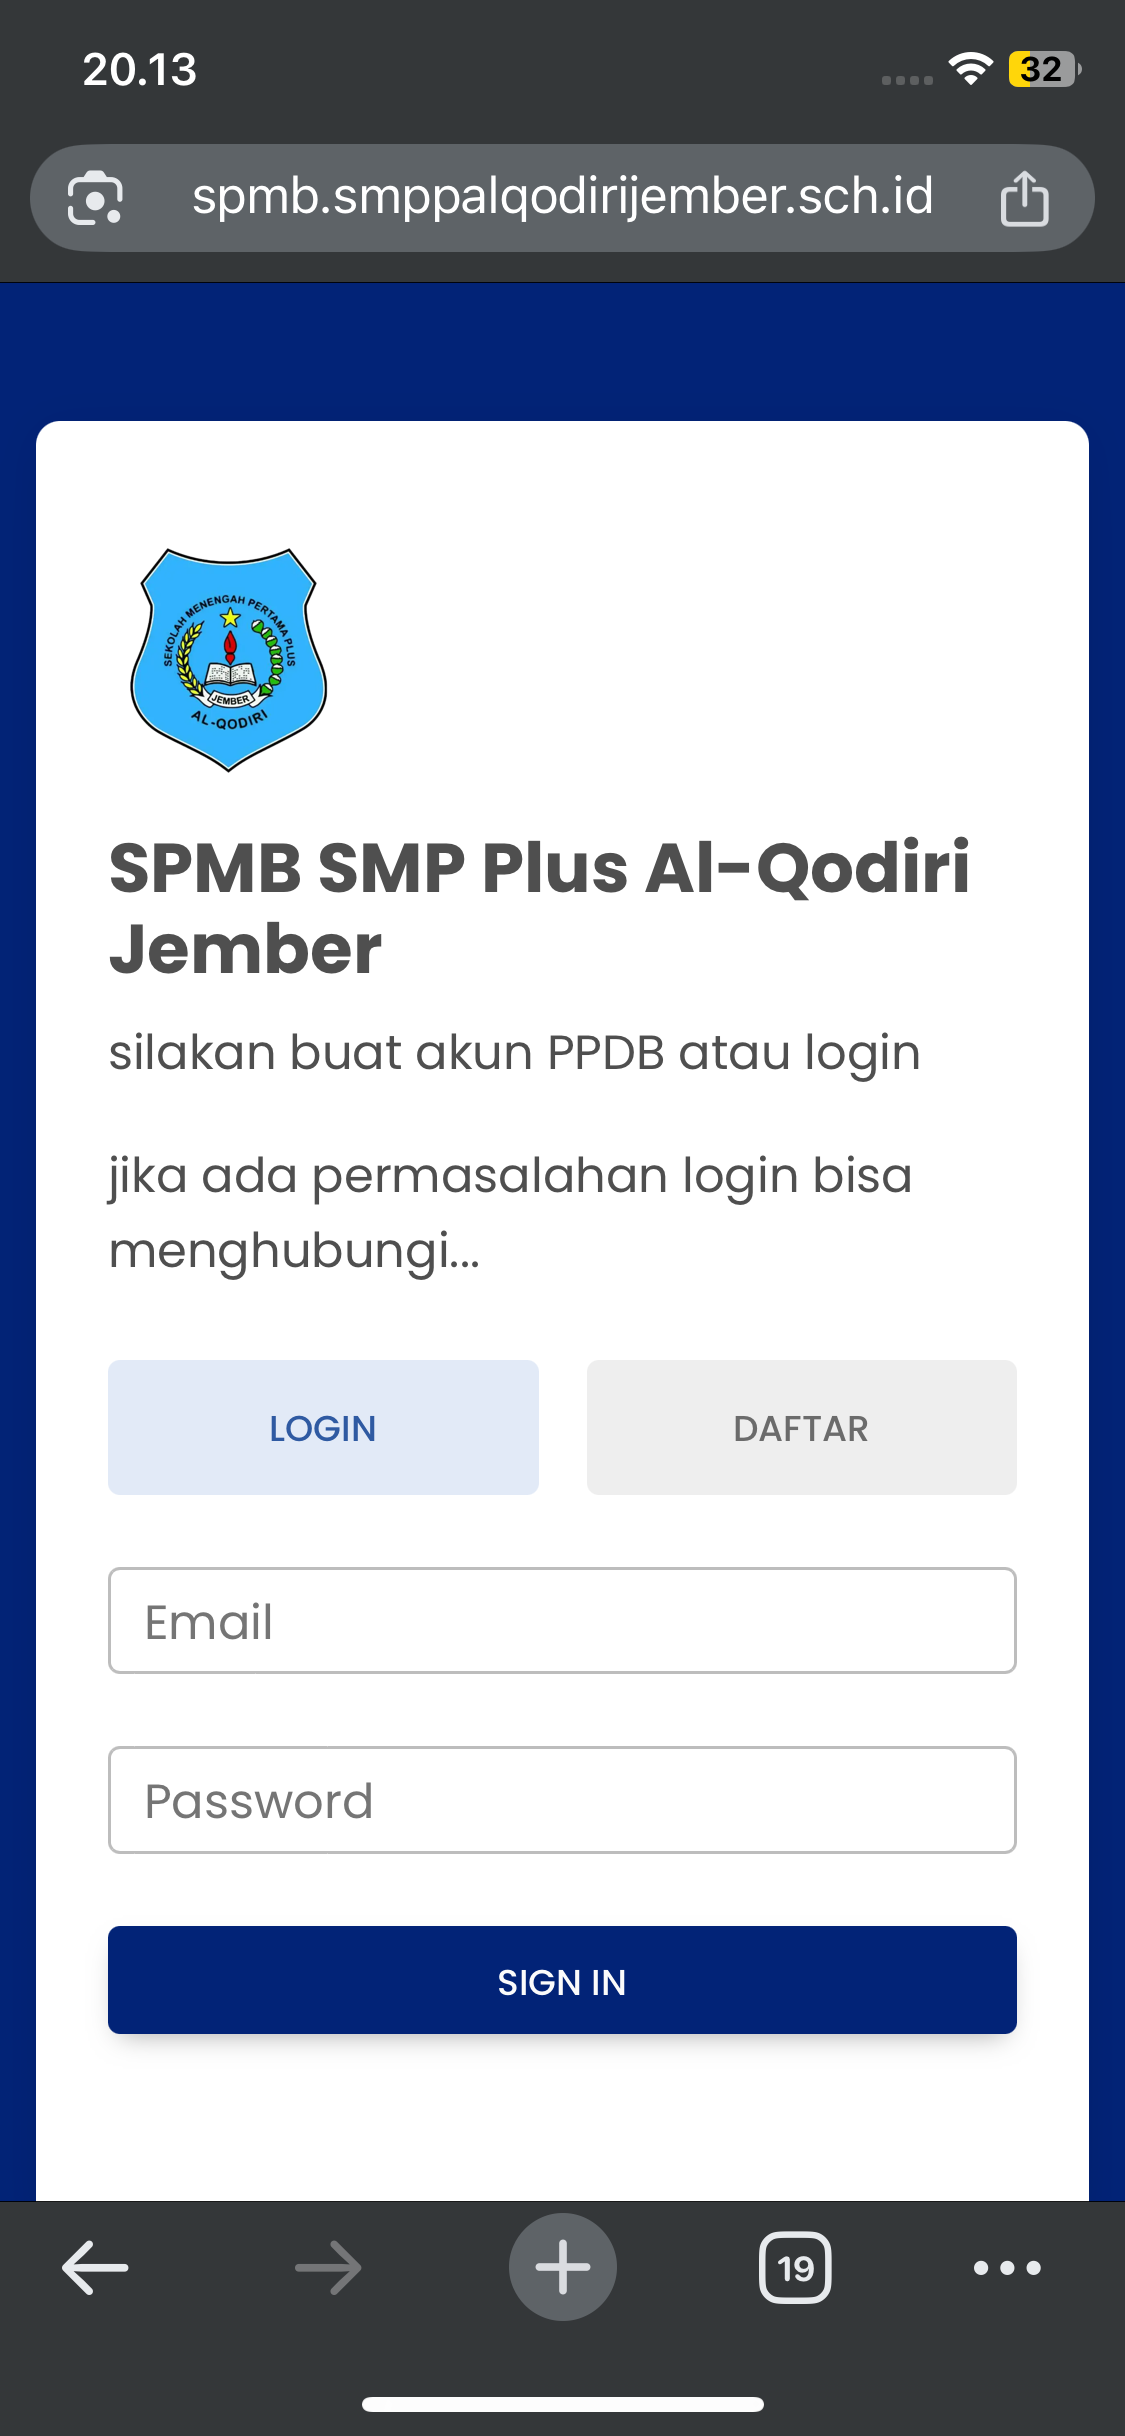 20.13
32
spmb.smppalqodirijember.sch.id
SEKOLAH MENENGAH PERTAMA PLUS
JEMBER
AL-QODIRI
SPMB SMP Plus Al-Qodiri
Jember
silakan buat akun PPDB atau login
jika ada permasalahan login bisa
menghubungi...
LOGIN
DAFTAR
Email
Password
SIGN IN
19